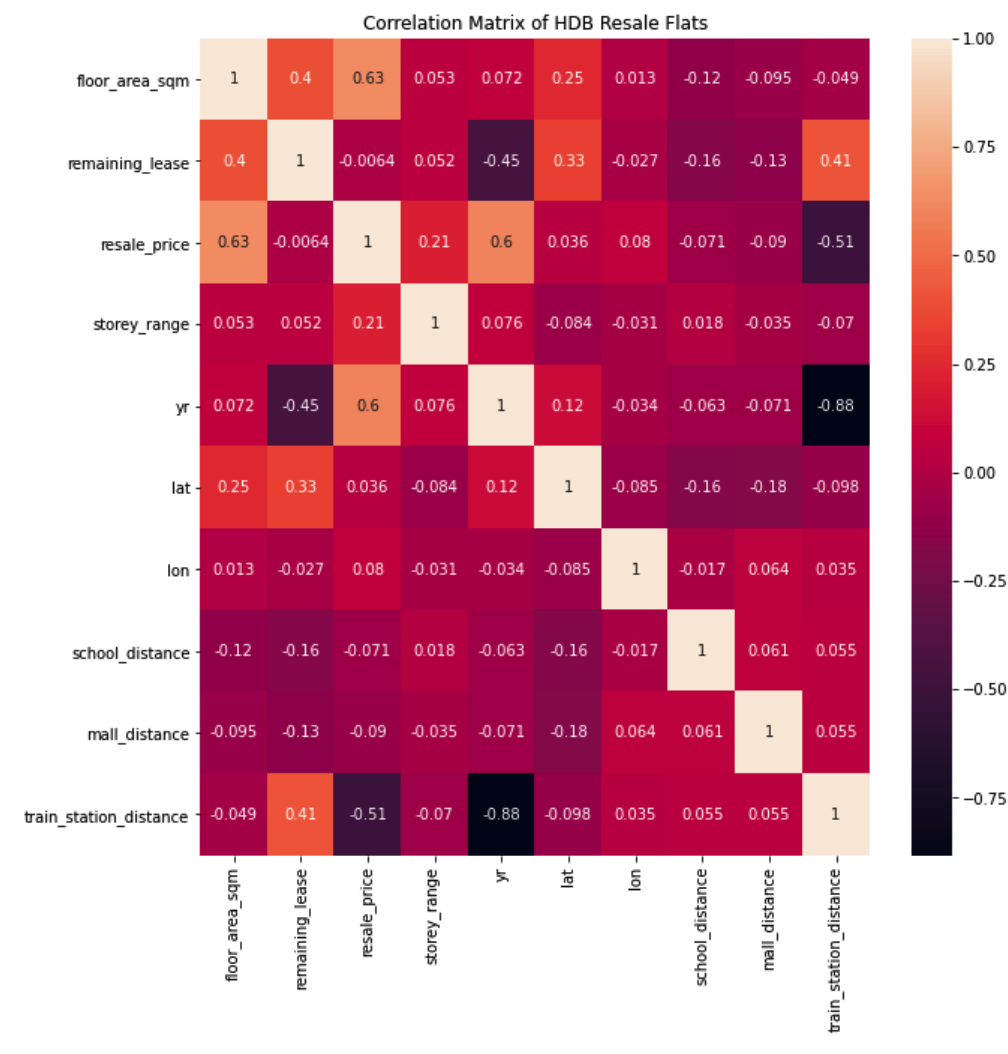 Correlation Matrix of HDB Resale Flats
floor_area_sqm 1 0.4 0.63 0.053 0.072 0.25 0.013 -0.12 -0.095 -0.049
remaining_lease 0.4 1 -0.0064 0.052 -0.45 0.33 -0.027 -0.16 -0.13 0.41
resale_price 0.63 -0.0064 1 0.21 0.6 0.036 0.08 -0.071 -0.09 -0.51
storey_range 0.053 0.052 0.21 1 0.076 -0.084 -0.031 0.018 -0.035 -0.07
yr 0.072 -0.45 0.6 0.076 1 0.12 -0.034 -0.063 -0.071 -0.88
lat 0.25 0.33 0.036 -0.084 0.12 1 -0.085 -0.16 -0.18 -0.098
lon 0.013 -0.027 0.08 -0.031 -0.034 -0.085 1 -0.017 0.064 0.035
school_distance -0.12 -0.16 -0.071 0.018 -0.063 -0.16 -0.017 1 0.061 0.055
mall_distance -0.095 -0.13 -0.09 -0.035 -0.071 -0.18 0.064 0.061 1 0.055
train_station_distance -0.049 0.41 -0.51 -0.07 -0.88 -0.098 0.035 0.055 0.055 1
floor_area_sqm
remaining_lease
resale_price
storey_range
yr
lat
lon
school_distance
mall_distance
train_station_distance
1.00
0.75
0.50
0.25
0.00
-0.25
-0.50
-0.75